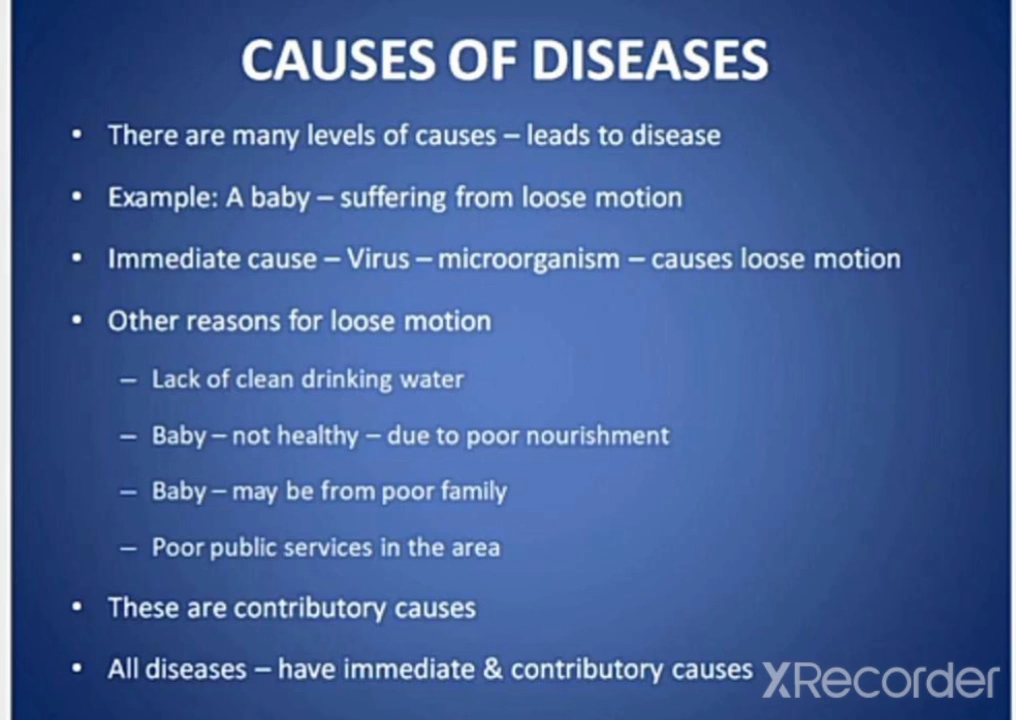 CAUSES OF DISEASES
• There are many levels of causes – leads to disease
• Example: A baby – suffering from loose motion
• Immediate cause – Virus – microorganism – causes loose motion
• Other reasons for loose motion
– Lack of clean drinking water
– Baby – not healthy – due to poor nourishment
– Baby – may be from poor family
– Poor public services in the area
• These are contributory causes
• All diseases – have immediate & contributory causes
XRecorder